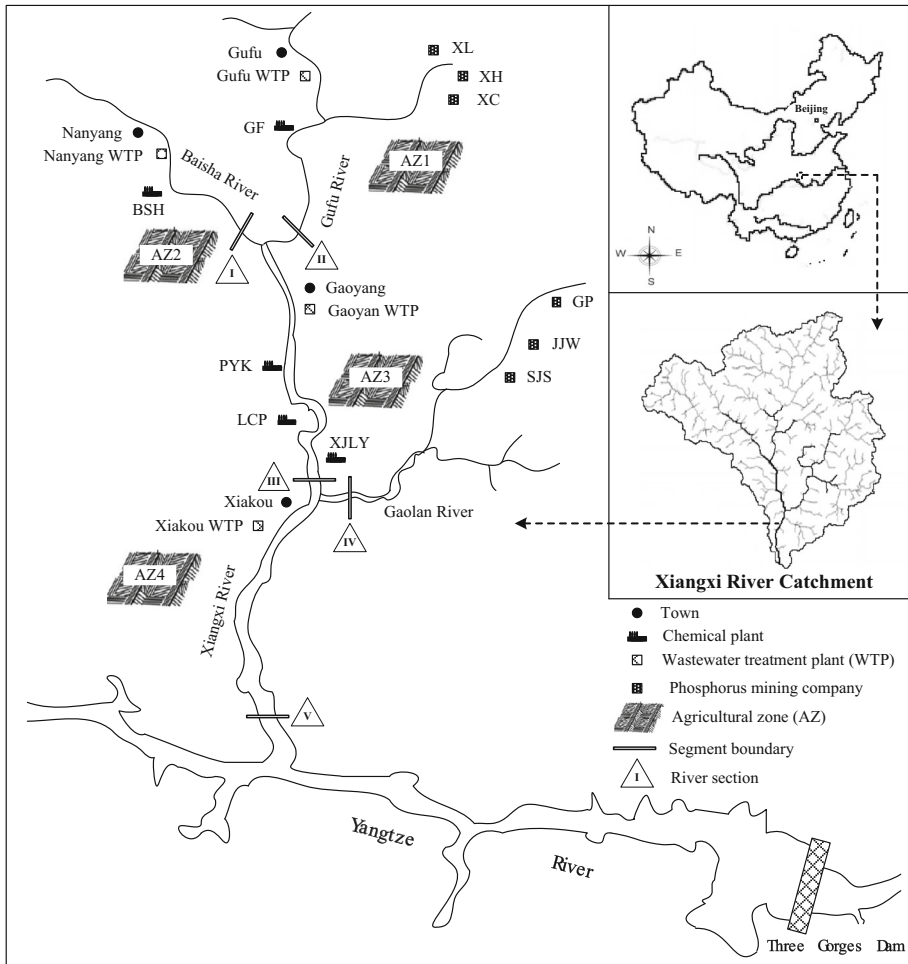 Gufu
Gufu WTP
XL
XH
XC
GF
Nanyang
Nanyang WTP
BSH
Baisha River
Gufu River
AZ1
AZ2
I
II
Gaoyang
Gaoyan WTP
GP
JJW
SJS
PYK
AZ3
LCP
XJLY
III
Xiakou
Xiakou WTP
IV
Gaolan River
AZ4
Xiangxi River
V
Yangtze
River
Three Gorges Dam
Beijing
N
W E
S
Xiangxi River Catchment
Town
Chemical plant
Wastewater treatment plant (WTP)
Phosphorus mining company
Agricultural zone (AZ)
Segment boundary
I
River section